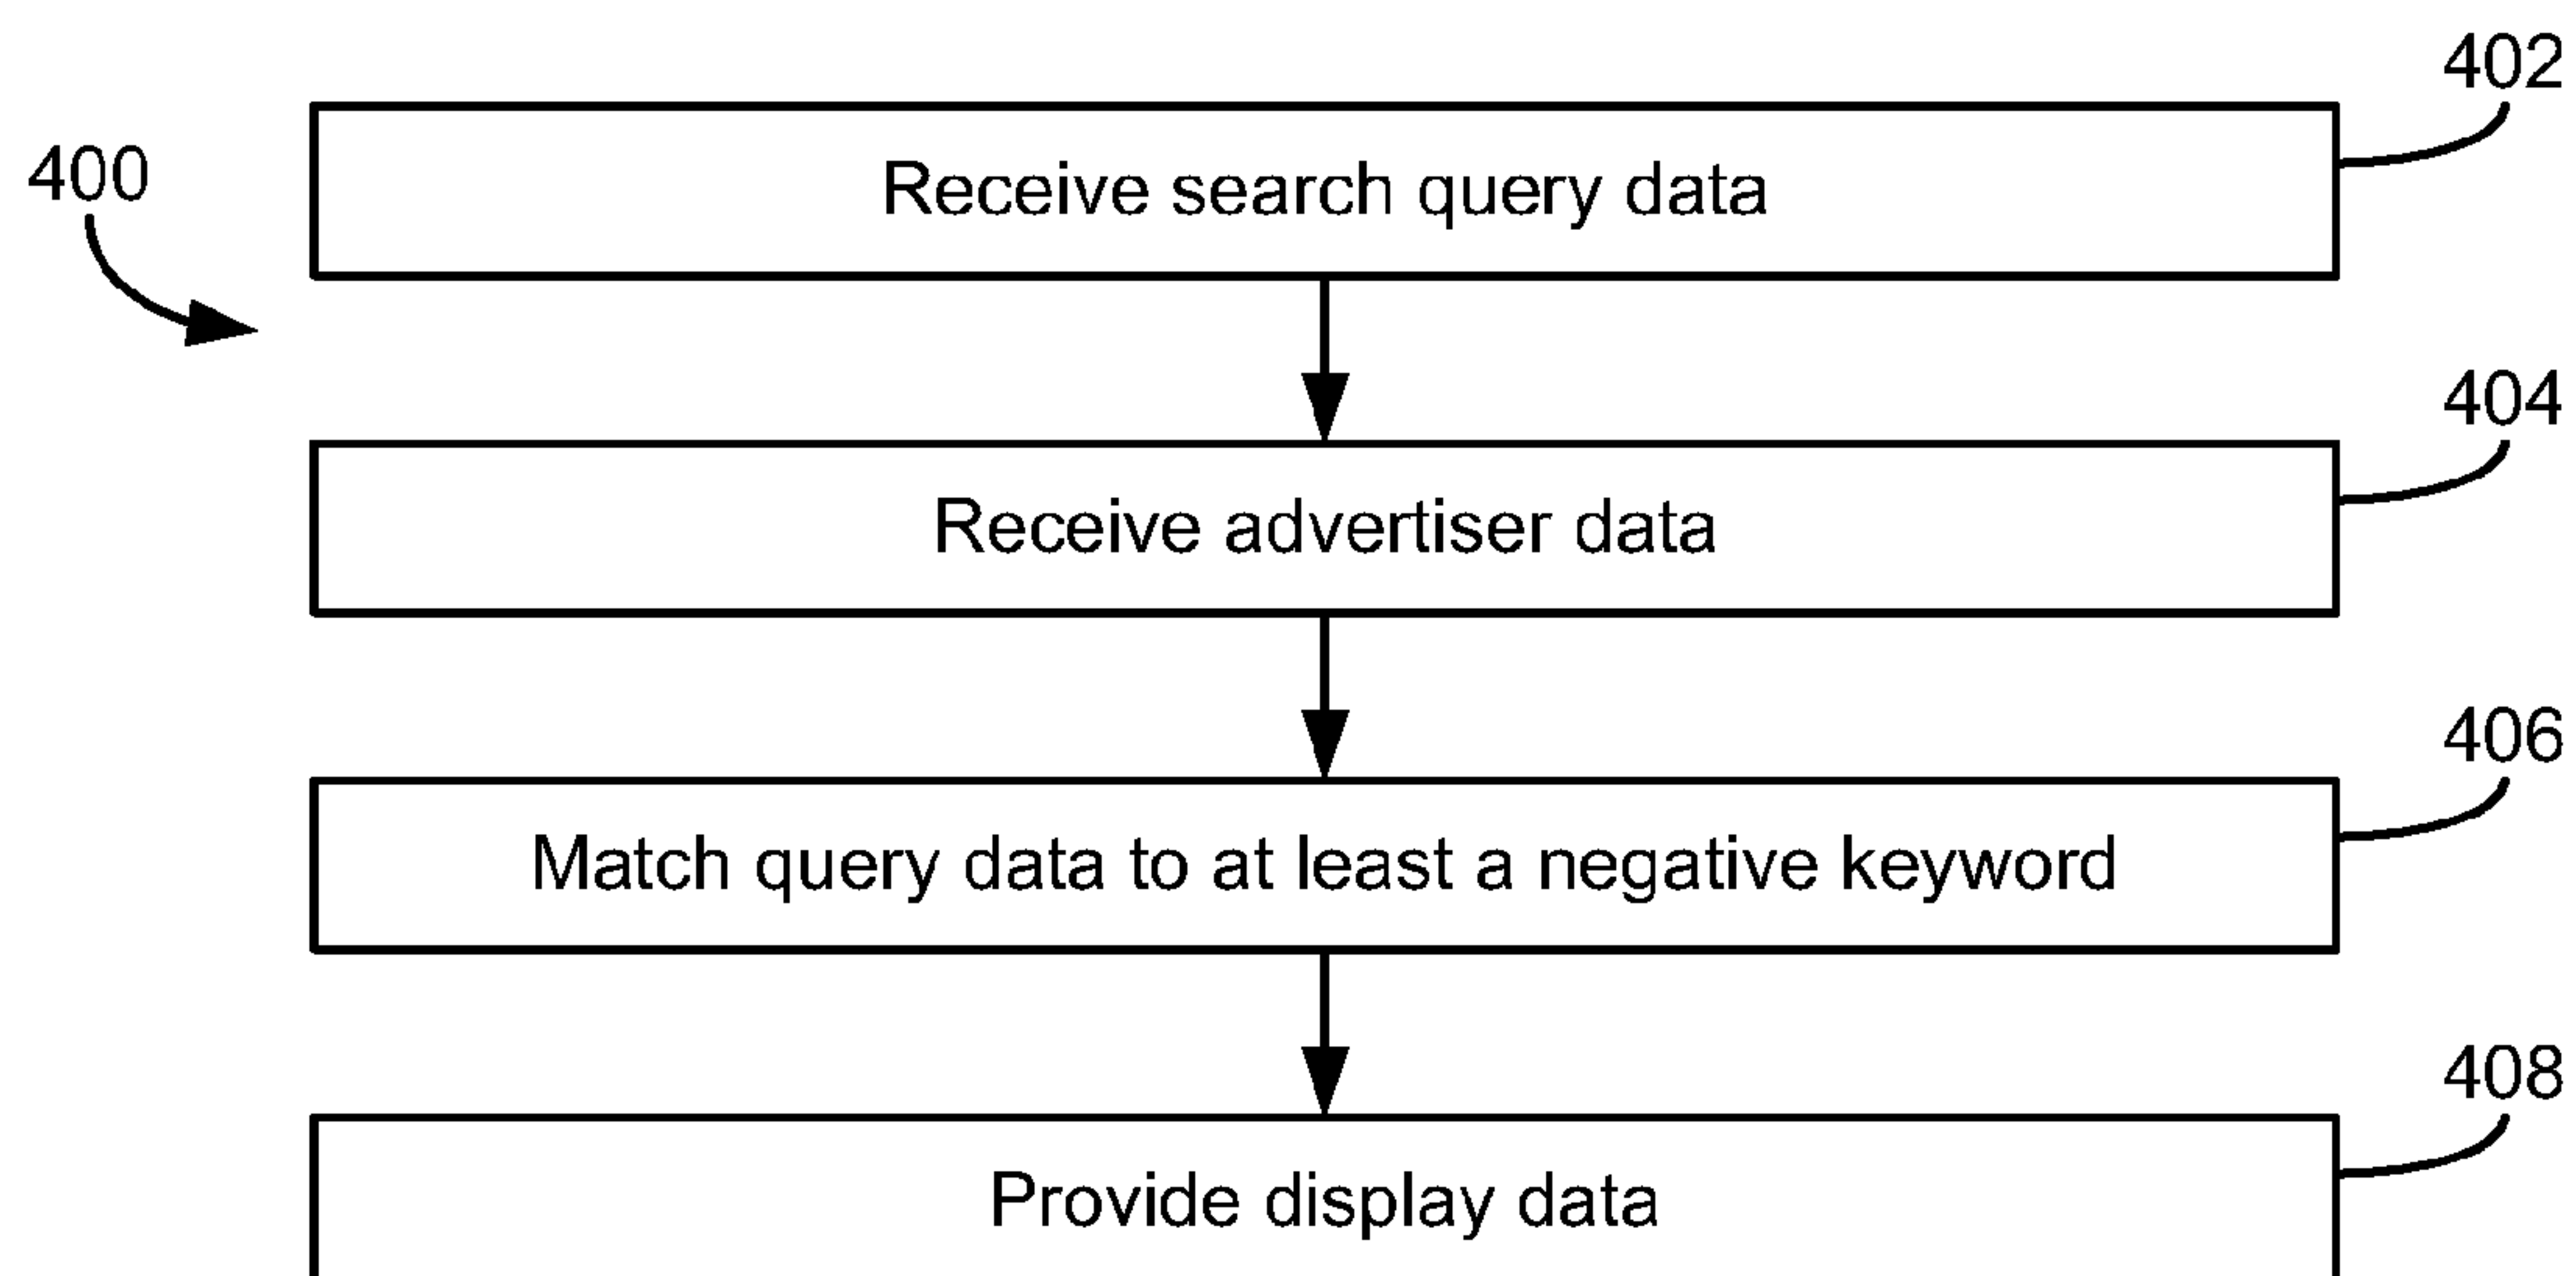 402
400
Receive search query data
404
Receive advertiser data
406
Match query data to at least a negative keyword
408
Provide display data